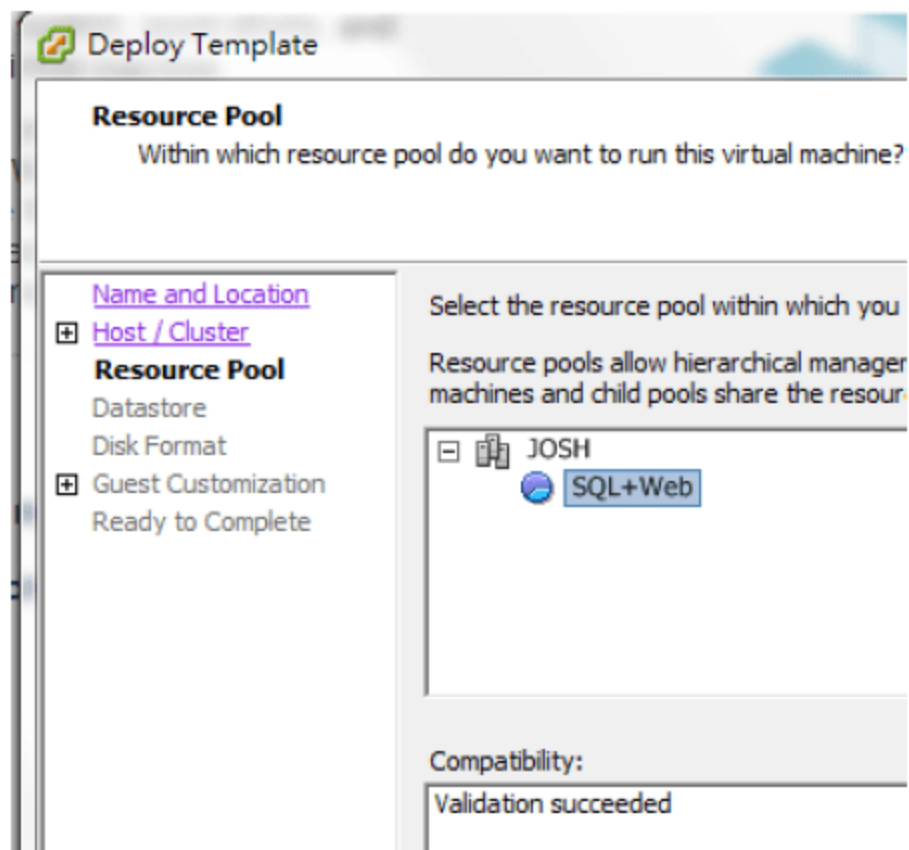 Deploy Template
Resource Pool
Within which resource pool do you want to run this virtual machine?
Name and Location
Host / Cluster
Resource Pool
Datastore
Disk Format
Guest Customization
Ready to Complete
Select the resource pool within which you
Resource pools allow hierarchical
machines and child pools share the
JOSH
SQL+Web
Compatibility:
Validation succeeded